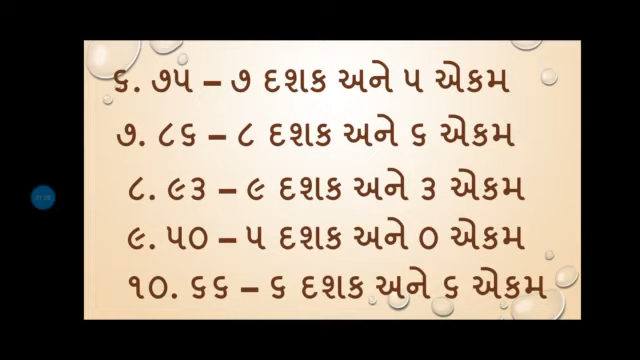 ૬. ૭૫ – ૭ દશક અને ૫ એકમ
૭. ૮૬ – ૮ દશક અને ૬ એકમ
૮. ૯૩ – ૯ દશક અને ૩ એકમ
૯. ૫૦ – ૫ દશક અને ૦ એકમ
૧૦. ૬૬ – ૬ દશક અને ૬ એકમ